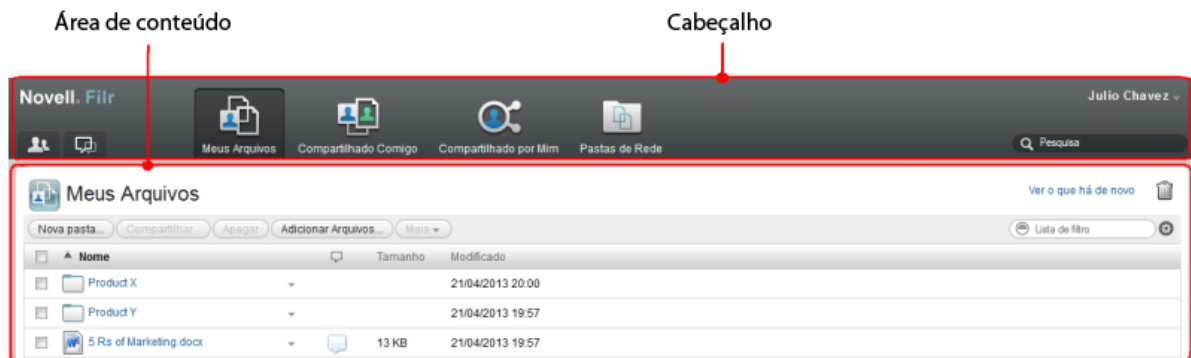 Área de conteúdo Cabeçalho
Novell. Filr Julio Chavez
Meus Arquivos Compartilhado Comigo Compartilhado por Mim Pastas de Rede Pesquisa
Meus Arquivos Ver o que há de novo
Nova pasta... Compartilhar... Apagar Adicionar Arquivos... Mais Lista de filtro
Nome Tamanho Modificado
Product X 21/04/2013 20:00
Product Y 21/04/2013 19:57
5 Rs of Marketing.docx 13 KB 21/04/2013 19:57